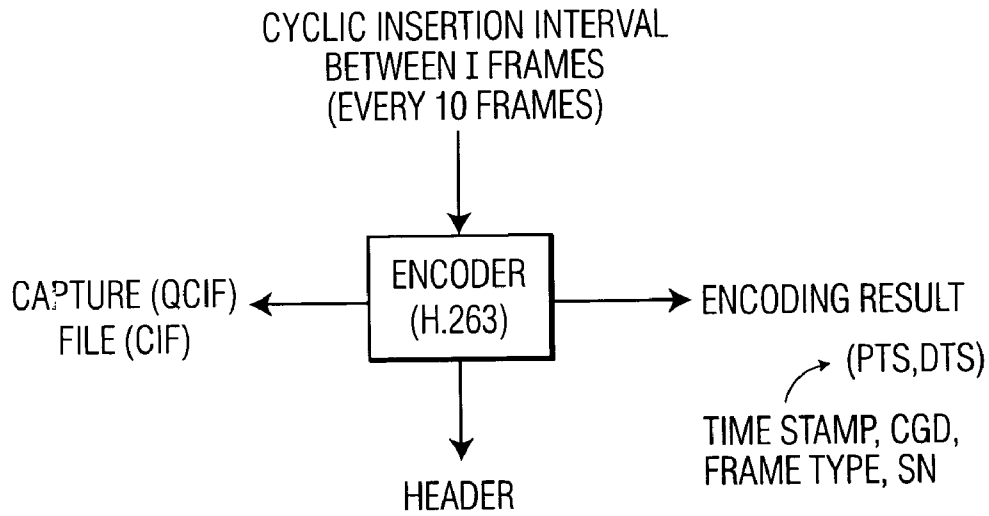 CYCLIC INSERTION INTERVAL
BETWEEN I FRAMES
(EVERY 10 FRAMES)
ENCODER
(H.263)
CAPTURE (QCIF)
FILE (CIF)
ENCODING RESULT
(PTS,DTS)
TIME STAMP, CGD,
FRAME TYPE, SN
HEADER